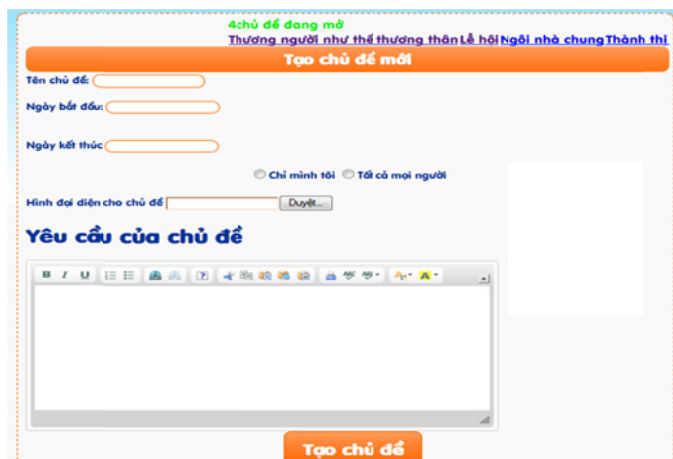 4chủ đề đang mở
Thương người như thể thương thân Lễ hội Ngôi nhà chung Thành thị
Tạo chủ đề mới
Tên chủ đề:
Ngày bắt đầu:
Ngày kết thúc
Chỉ mình tôi Tất cả mọi người
Hình đại diện cho chủ đề Duyệt...
Yêu cầu của chủ đề
B I U
Tạo chủ đề